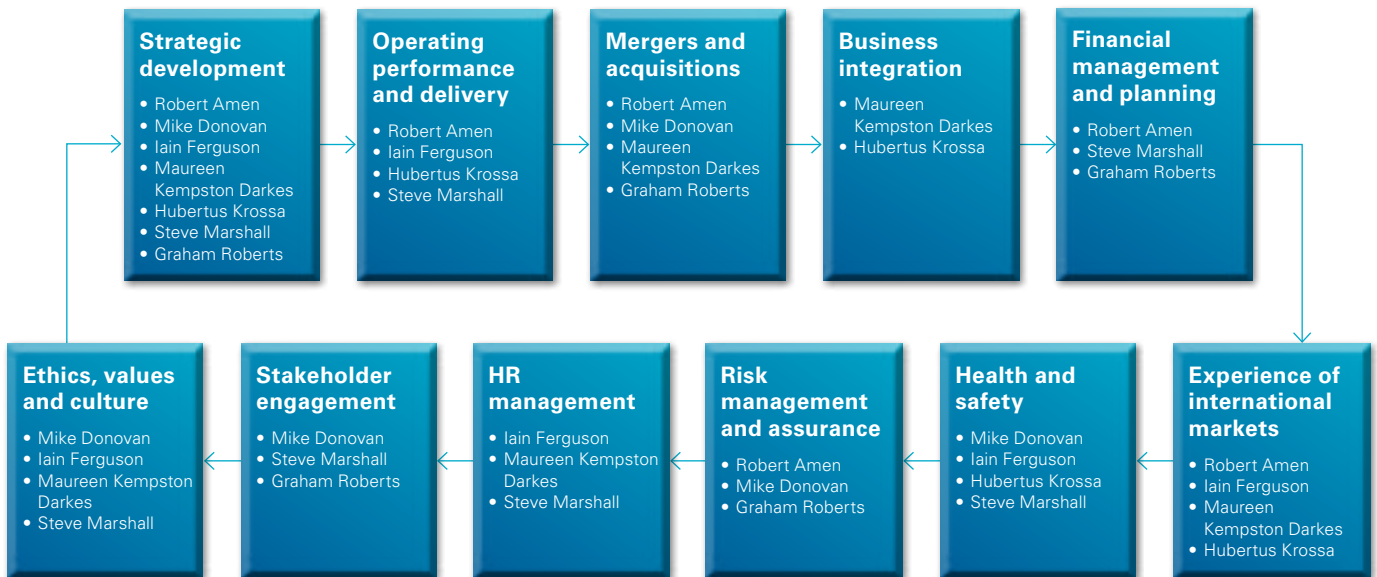 Strategic
development
• Robert Amen
• Mike Donovan
• Iain Ferguson
• Maureen
Kempston Darkes
• Hubertus Krossa
• Steve Marshall
• Graham Roberts
Operating
performance
and delivery
• Robert Amen
• Iain Ferguson
• Hubertus Krossa
• Steve Marshall
Mergers and
acquisitions
• Robert Amen
• Mike Donovan
• Maureen
Kempston Darkes
• Graham Roberts
Business
integration
• Maureen
Kempston Darkes
• Hubertus Krossa
Financial
management
and planning
• Robert Amen
• Steve Marshall
• Graham Roberts
Ethics, values
and culture
• Mike Donovan
• Iain Ferguson
• Maureen Kempston
Darkes
• Steve Marshall
Stakeholder
engagement
• Mike Donovan
• Steve Marshall
• Graham Roberts
HR
management
• Iain Ferguson
• Maureen Kempston
Darkes
• Steve Marshall
Risk
management
and assurance
• Robert Amen
• Mike Donovan
• Graham Roberts
Health and
safety
• Mike Donovan
• Iain Ferguson
• Hubertus Krossa
• Steve Marshall
Experience of
international
markets
• Robert Amen
• Iain Ferguson
• Maureen
Kempston Darkes
• Hubertus Krossa